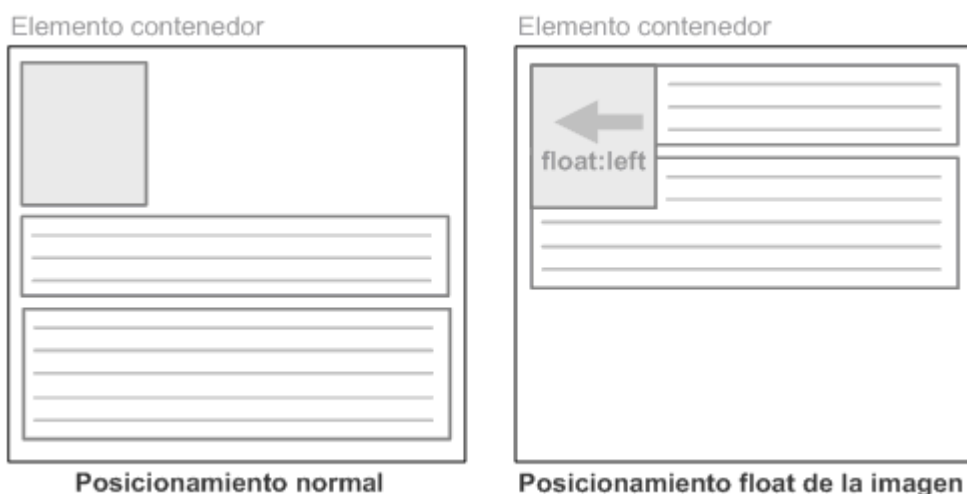 Elemento contenedor
Elemento contenedor
float:left
Posicionamiento normal
Posicionamiento float de la imagen